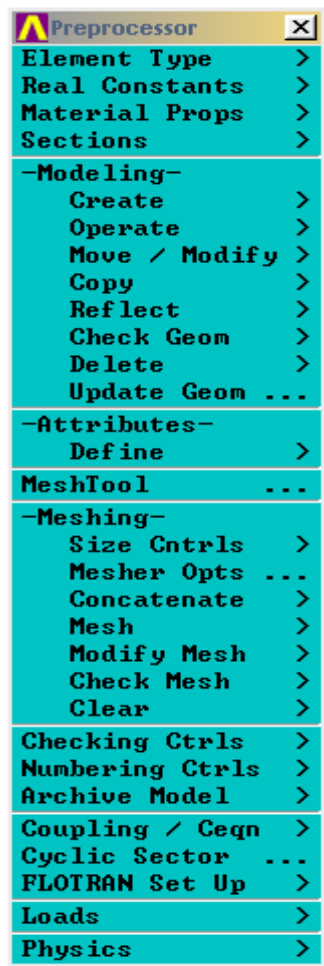 Preprocessor
Element Type >
Real Constants >
Material Props >
Sections >
-Modeling-
Create >
Operate >
Move / Modify >
Copy >
Reflect >
Check Geom >
Delete >
Update Geom ...
-Attributes-
Define >
MeshTool ...
-Meshing-
Size Cntrls >
Mesher Opts ...
Concatenate >
Mesh >
Modify Mesh >
Check Mesh >
Clear >
Checking Ctrls >
Numbering Ctrls >
Archive Model >
Coupling / Ceqn >
Cyclic Sector ...
FLOTRAN Set Up >
Loads >
Physics >